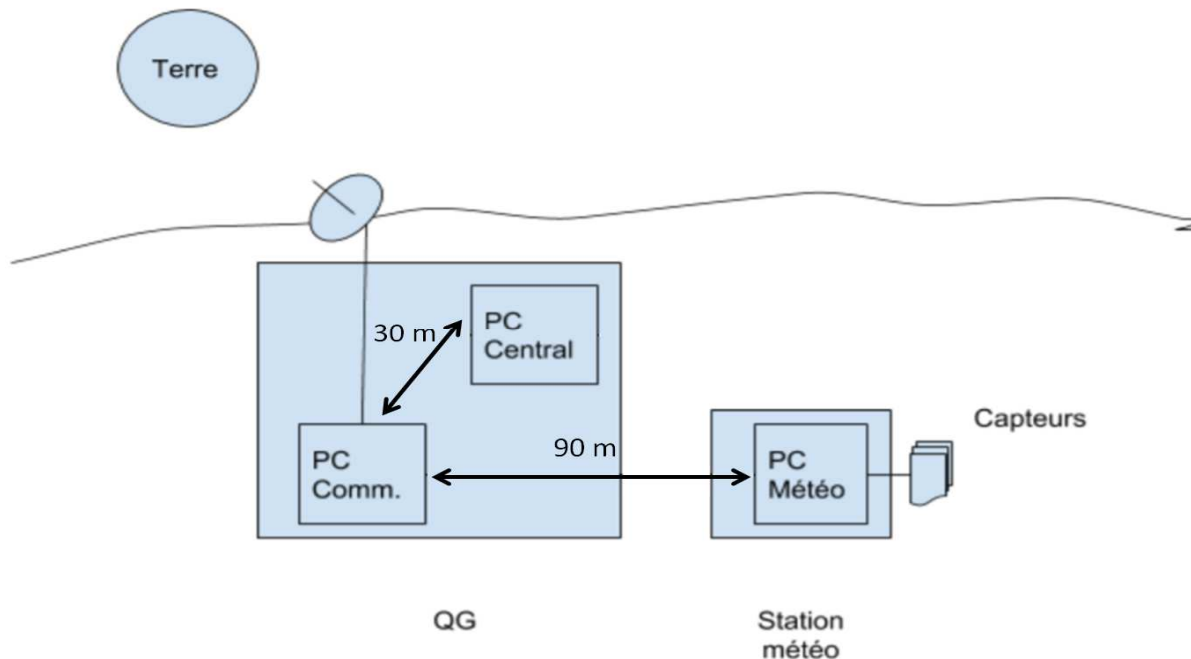 Terre
30 m
PC
Central
PC
Comm.
90 m
PC
Météo
Capteurs
QG
Station
météo